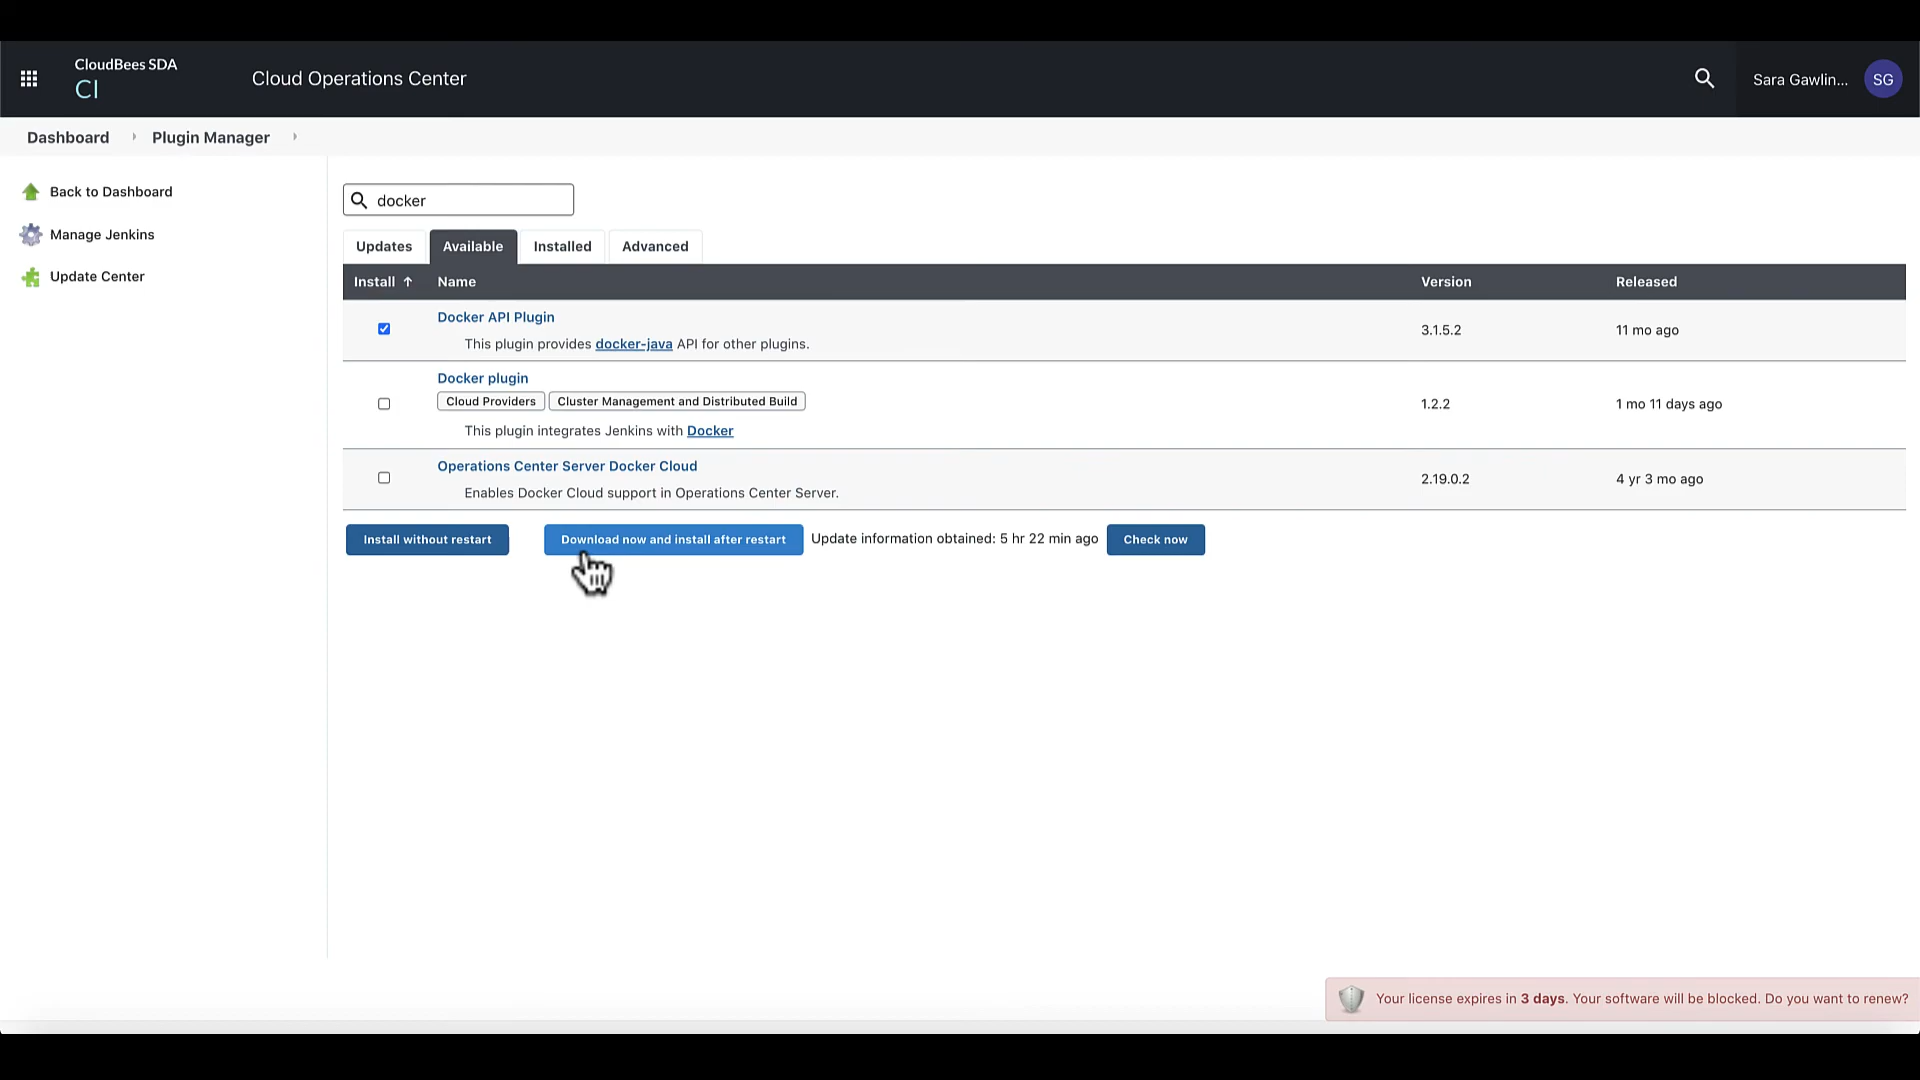 CloudBees SDA
CI
Cloud Operations Center
Sara Gawlin...
SG
Dashboard
Plugin Manager
Back to Dashboard
Manage Jenkins
Update Center
docker
Updates
Available
Installed
Advanced
Install ↑ Name Version Released
Docker API Plugin
This plugin provides docker-java API for other plugins.
3.1.5.2
11 mo ago
Docker plugin
Cloud Providers
Cluster Management and Distributed Build
This plugin integrates Jenkins with Docker
1.2.2
1 mo 11 days ago
Operations Center Server Docker Cloud
Enables Docker Cloud support in Operations Center Server.
2.19.0.2
4 yr 3 mo ago
Install without restart
Download now and install after restart
Update information obtained: 5 hr 22 min ago
Check now
Your license expires in 3 days. Your software will be blocked. Do you want to renew?